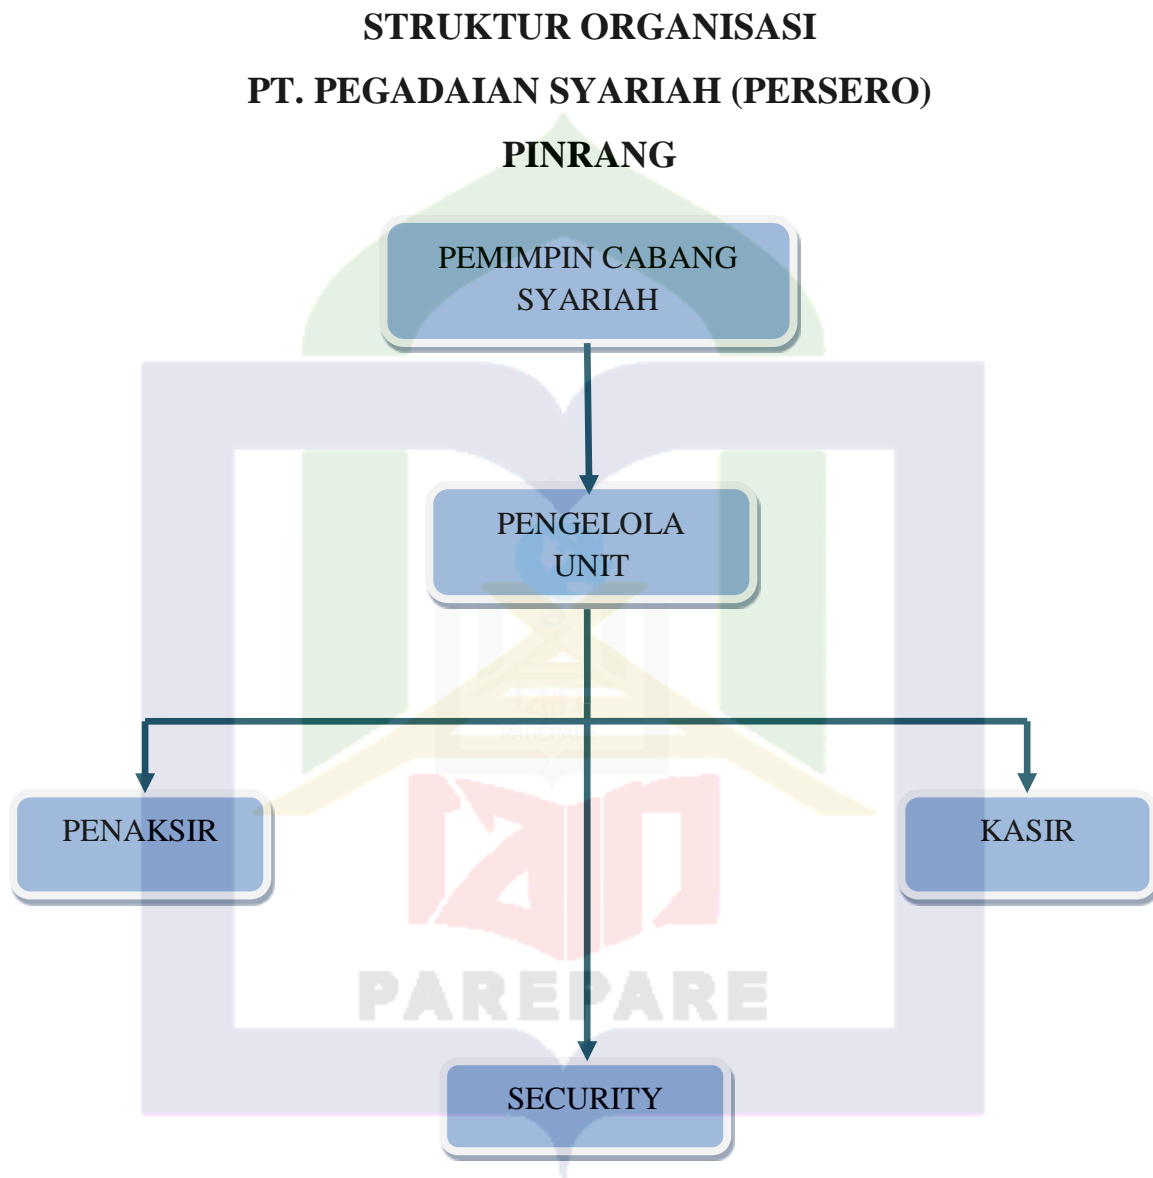 STRUKTUR ORGANISASI
PT. PEGADAIAN SYARIAH (PERSERO)
PINRANG
PEMIMPIN CABANG
SYARIAH
PENGELOLA
UNIT
PENAKSIR
KASIR
PAREPARE
SECURITY